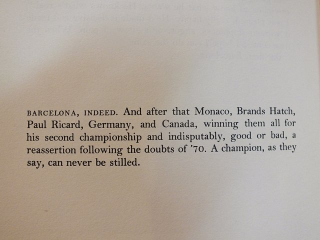 BARCELONA, INDEED. And after that Monaco, Brands Hatch,
Paul Ricard, Germany, and Canada, winning them all for
his second championship and indisputably, good or bad, a
reassertion following the doubts of '70. A champion, as they
say, can never be stilled.